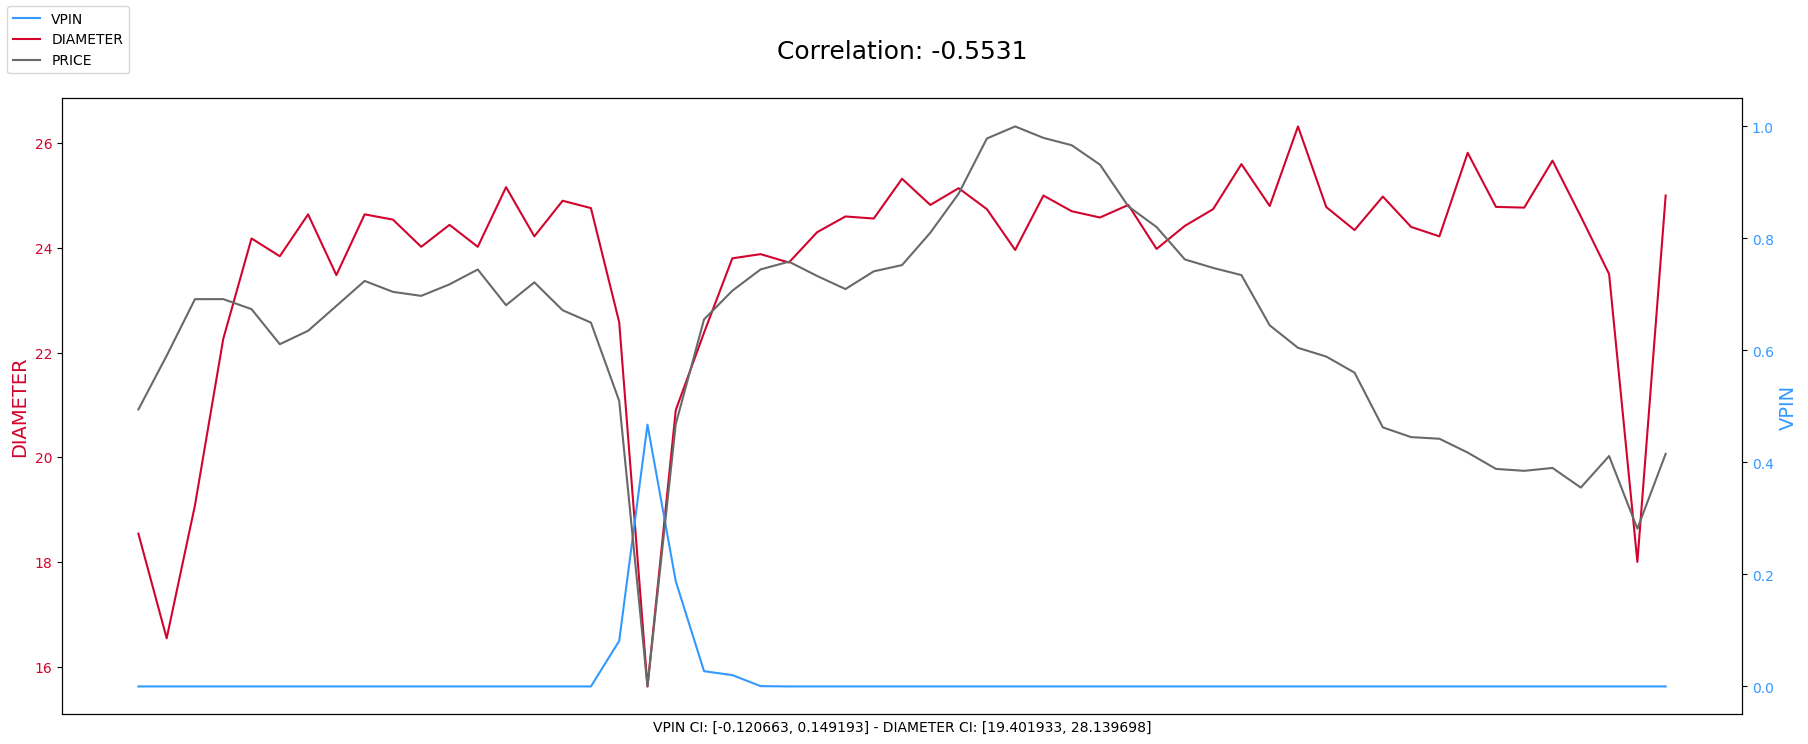 VPIN
DIAMETER
PRICE
Correlation: -0.5531
DIAMETER
26
24
22
20
18
16
1.0
0.8
0.6
0.4
0.2
0.0
VPIN
VPIN CI: [-0.120663, 0.149193] - DIAMETER CI: [19.401933, 28.139698]